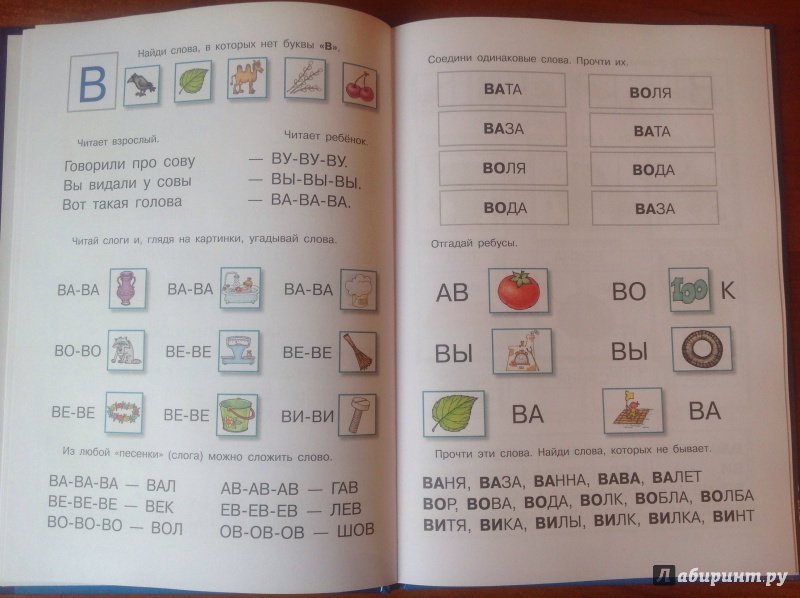 Найди слова, в которых нет буквы «В».
В
Читает взрослый. Читает ребёнок.
Говорили про сову — ВУ-ВУ-ВУ.
Вы видали у совы — ВЫ-ВЫ-ВЫ.
Вот такая голова — ВА-ВА-ВА.
Читай слоги и, глядя на картинки, угадывай слова.
ВА-ВА ВА-ВА ВА-ВА
ВО-ВО ВЕ-ВЕ ВЕ-ВЕ
ВЕ-ВЕ ВЕ-ВЕ ВИ-ВИ
Из любой "песенки" (слога) можно сложить слово.
ВА-ВА-ВА — ВАЛ АВ-АВ-АВ — ГАВ
ВЕ-ВЕ-ВЕ — ВЕК ЕВ-ЕВ-ЕВ — ЛЕВ
ВО-ВО-ВО — ВОЛ ОВ-ОВ-ОВ — ШОВ
Соедини одинаковые слова. Прочти их.
ВАТА ВОЛЯ
ВАЗА ВАТА
ВОЛЯ ВОДА
ВОДА ВАЗА
Отгадай ребусы.
АВ ВО 100 К
ВЫ ВЫ
ВА ВА
Прочти эти слова. Найди слова, которых не бывает.
ВАНЯ, ВАЗА, ВАННА, ВАВА, ВАЛЕТ
ВОР, ВОВА, ВОДА, ВОЛК, ВОБЛА, ВОЛБА
ВИТЯ, ВИКА, ВИЛЫ, ВИЛК, ВИЛКА, ВИНТ
Лабиринт.ру